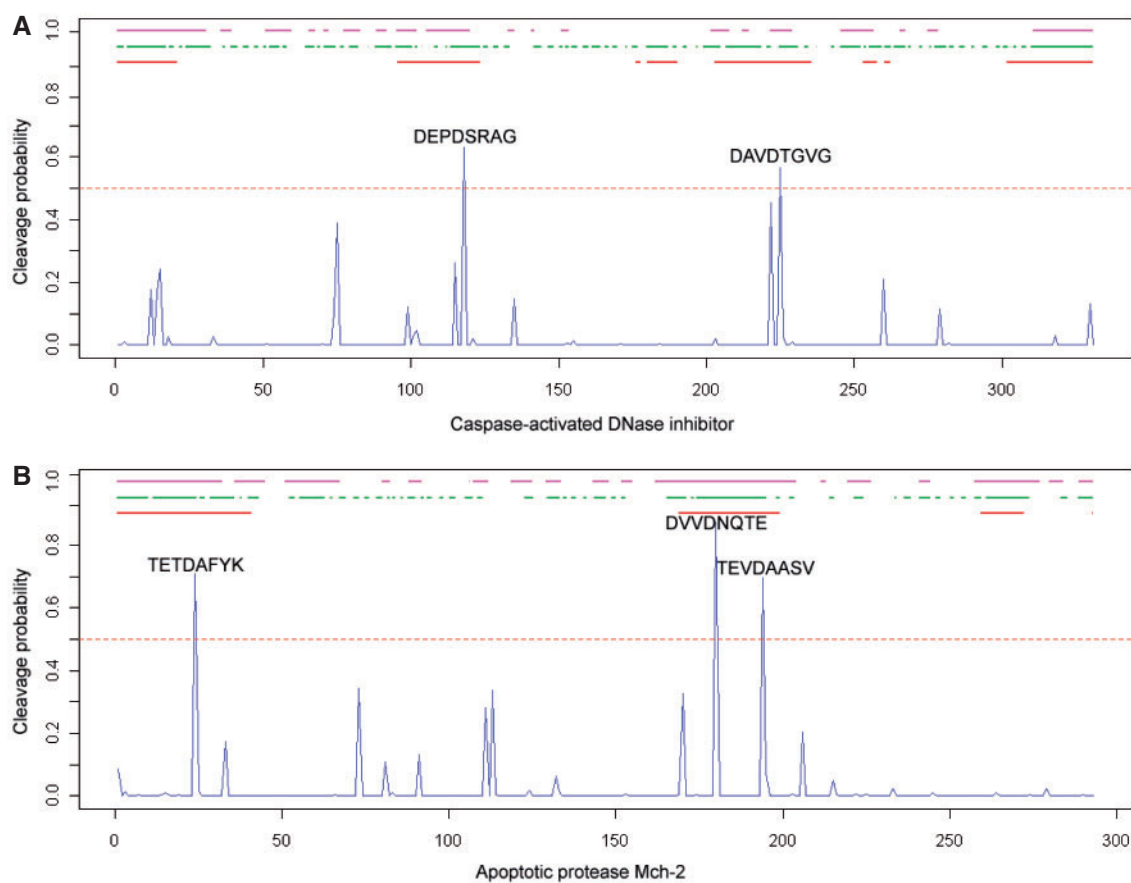 A
Cleavage probability
1.0
0.8
0.6
0.4
0.2
0.0
DEPDSRAG
DAVDTGVG
0 50 100 150 200 250 300
Caspase-activated DNase inhibitor
B
Cleavage probability
1.0
0.8
0.6
0.4
0.2
0.0
DVVDNQTE
TETDAFYK
TEVDAASV
0 50 100 150 200 250 300
Apoptotic protease Mch-2